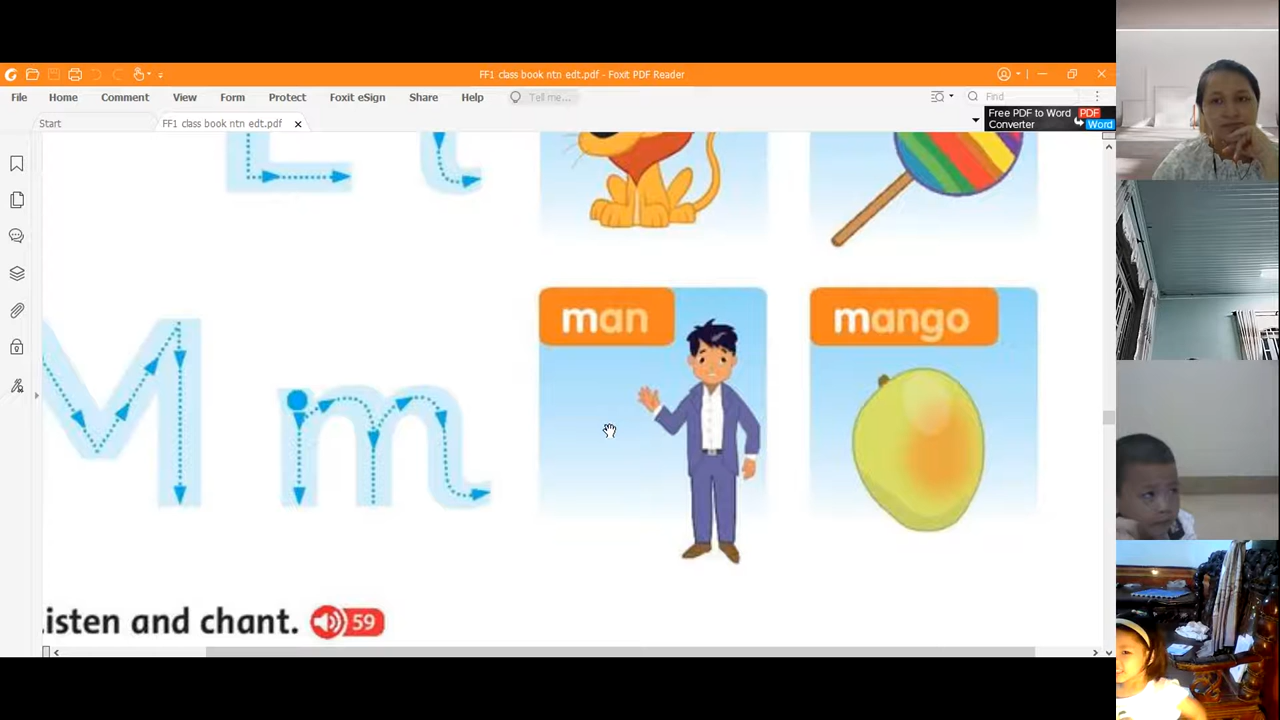 FF1 class book ntn edt.pdf - Foxit PDF Reader
File Home Comment View Form Protect Foxit eSign Share Help Tell me... Find
Start FF1 class book ntn edt.pdf
Free PDF to Word PDF
Converter Word
L l
man mango
M m
isten and chant. 59